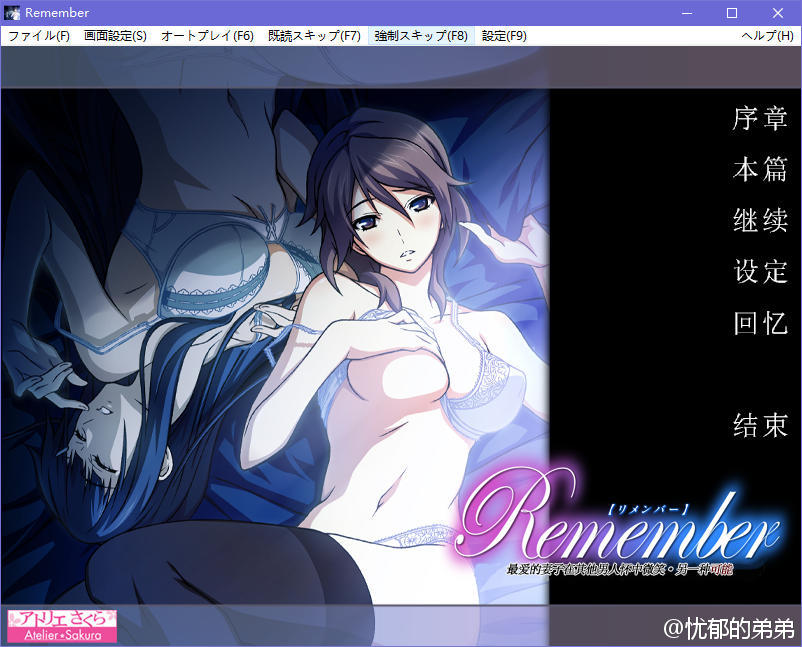 Remember
ファイル(F) 画面設定(S) オートプレイ(F6) 既読スキップ(F7) 強制スキップ(F8) 設定(F9) ヘルプ(H)
序章
本篇
继续
设定
回忆
结束
【リメンバー】
Remember
最爱的妻子在其他男人怀中微笑·另一种可能
アトリエさくら
Atelier•Sakura
@忧郁的弟弟